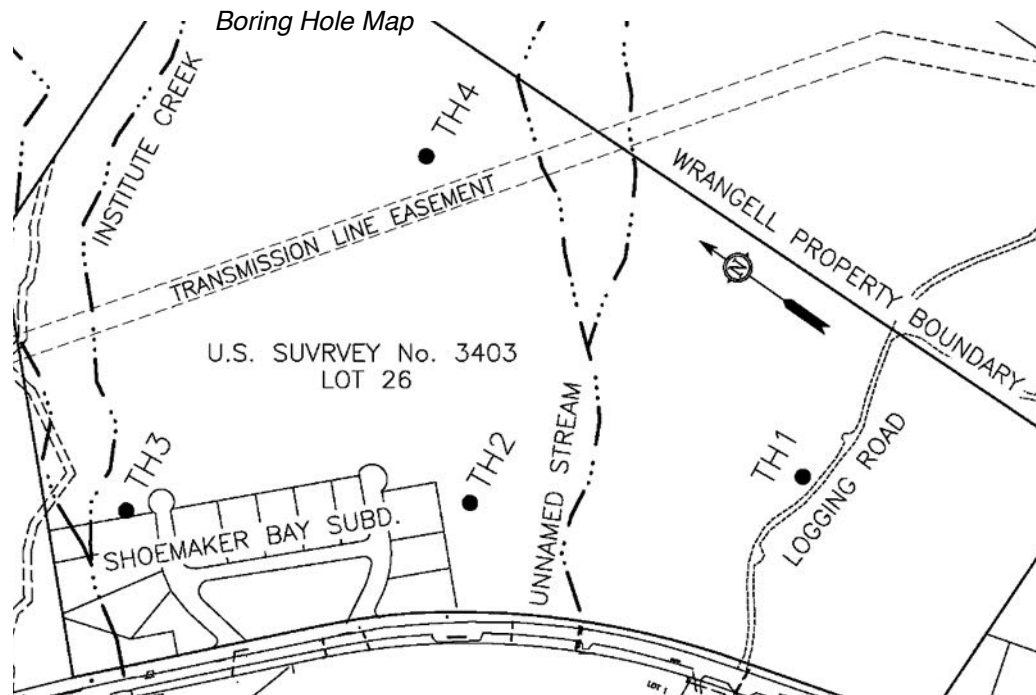 Boring Hole Map
INSTITUTE CREEK
TH4
TRANSMISSION LINE EASEMENT
WRANGELL PROPERTY BOUNDARY
N
U.S. SUVRVEY No. 3403
LOT 26
TH3
TH2
UNNAMED STREAM
TH1
LOGGING ROAD
SHOEMAKER BAY SUBD.
LOT 1